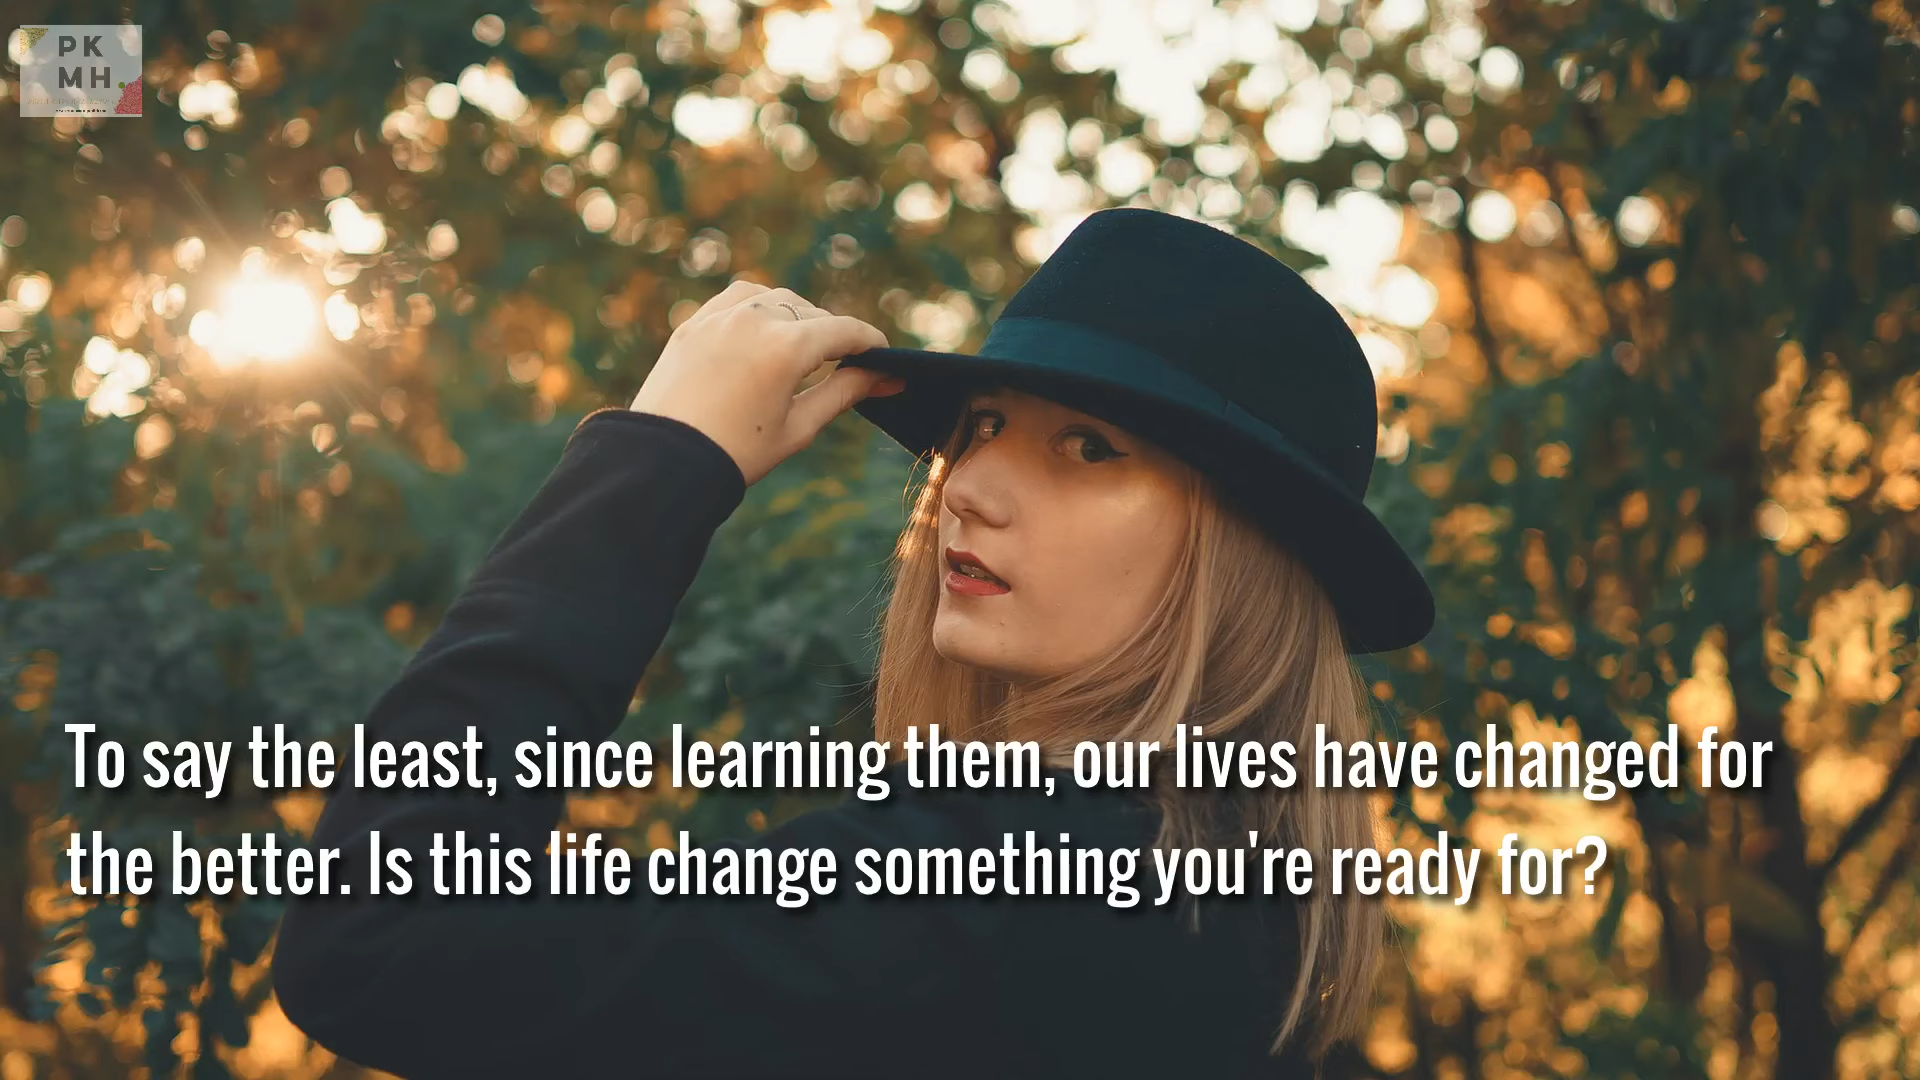 PK
MH.
To say the least, since learning them, our lives have changed for
the better. Is this life change something you're ready for?